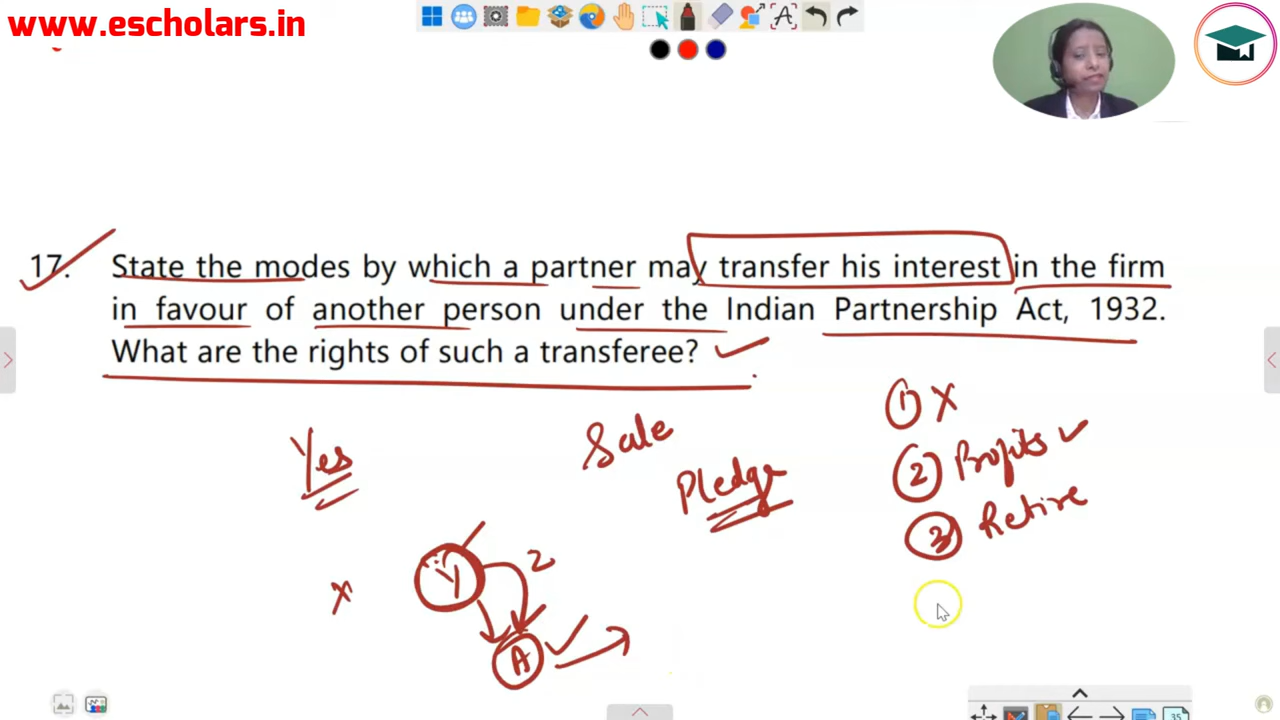 www.escholars.in
17. State the modes by which a partner may transfer his interest in the firm
in favour of another person under the Indian Partnership Act, 1932.
What are the rights of such a transferee?
Yes
Sale
Pledge
① X
② Profits ✓
③ Retire
X
Y
2
A